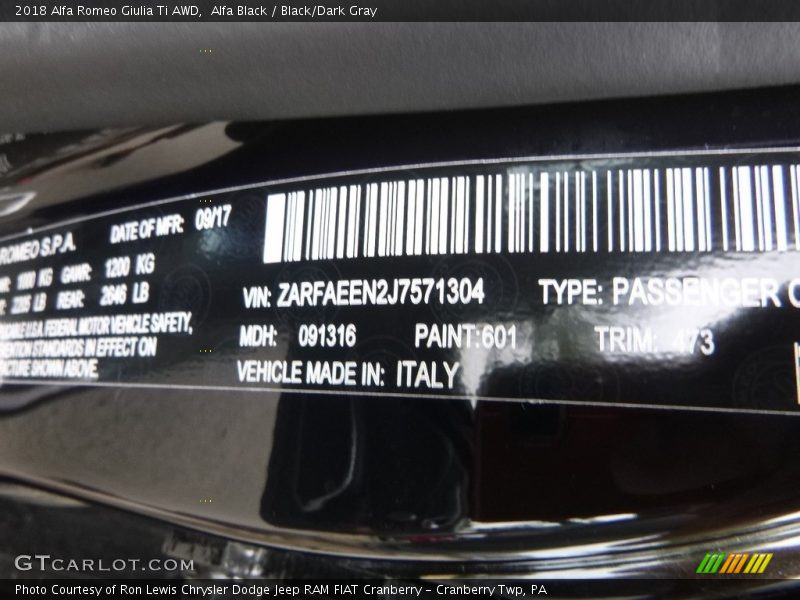 2018 Alfa Romeo Giulia Ti AWD,  Alfa Black / Black/Dark Gray
ROMEO S.P.A. DATE OF MFR: 09/17
KG GAWR: 1200 KG
LB REAR: 2646 LB
U.S.A. FEDERAL MOTOR VEHICLE SAFETY,
STANDARDS IN EFFECT ON
SHOWN ABOVE.
VIN: ZARFAEEN2J7571304 TYPE: PASSENGER
MDH: 091316 PAINT:601 TRIM: 473
VEHICLE MADE IN: ITALY
GTCARLOT.COM
Photo Courtesy of Ron Lewis Chrysler Dodge Jeep RAM FIAT Cranberry – Cranberry Twp, PA